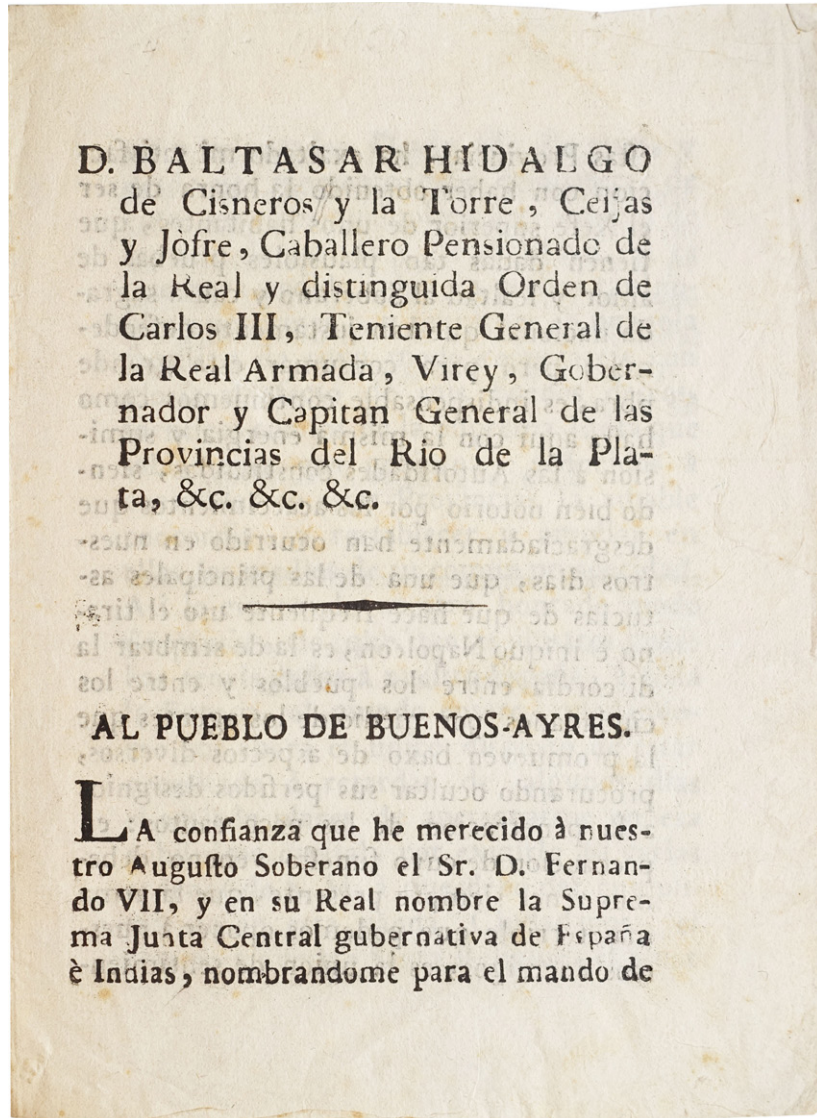 D. BALTASAR HIDALGO
de Cisneros y la Torre, Ceijas
y Jòfre, Caballero Pensionado de
la Real y distinguida Orden de
Carlos III, Teniente General de
la Real Armada, Virey, Gober-
nador y Capitan General de las
Provincias del Rio de la Pla-
ta, &c. &c. &c.
AL PUEBLO DE BUENOS-AYRES.
LA confianza que he merecido à nues-
tro Auguſto Soberano el Sr. D. Fernan-
do VII, y en su Real nombre la Supre-
ma Junta Central gubernativa de España
è Indias, nombrandome para el mando de